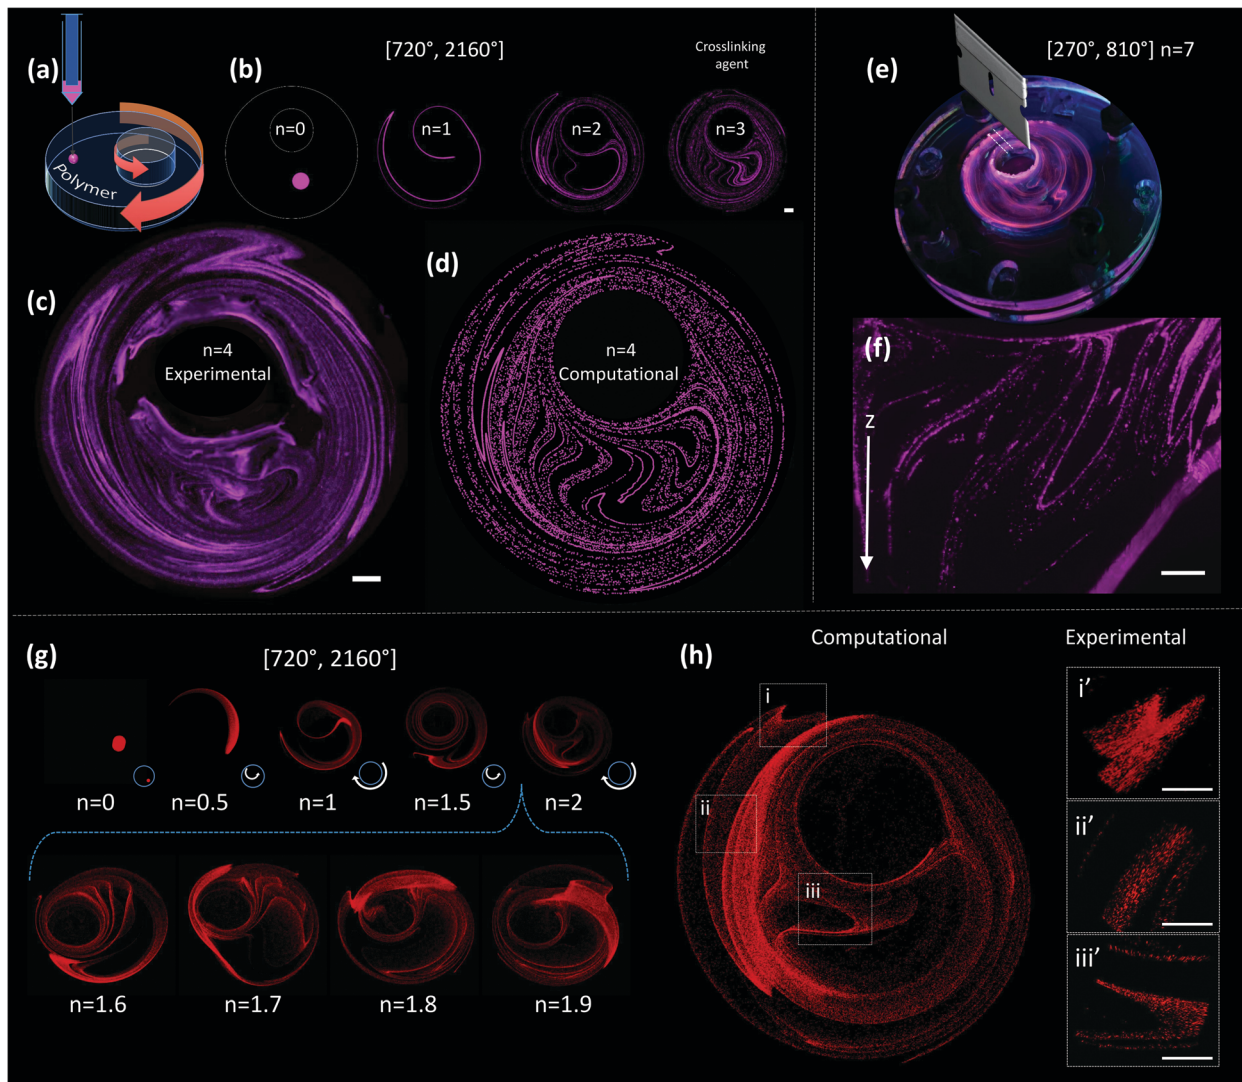 (a)
Polymer
(b)
[720°, 2160°]
Crosslinking
agent
n=0
n=1
n=2
n=3
(c)
n=4
Experimental
(d)
n=4
Computational
(e)
[270°, 810°] n=7
(f)
z
(g)
[720°, 2160°]
n=0
n=0.5
n=1
n=1.5
n=2
n=1.6
n=1.7
n=1.8
n=1.9
(h)
Computational
Experimental
i
ii
iii
i’
ii’
iii’